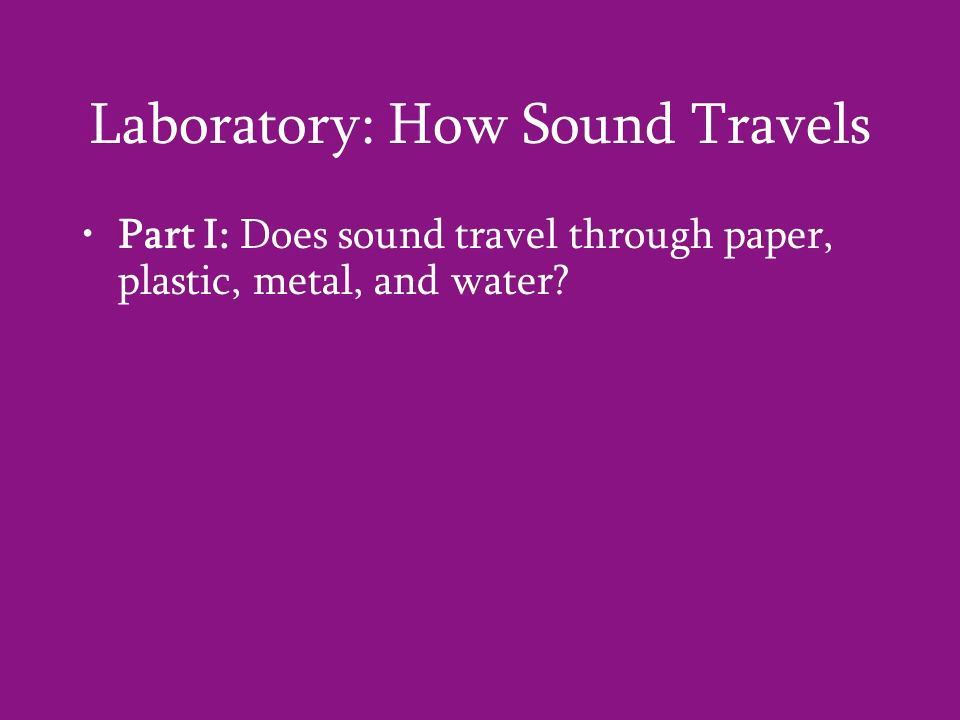 Laboratory: How Sound Travels
• Part I: Does sound travel through paper,
plastic, metal, and water?